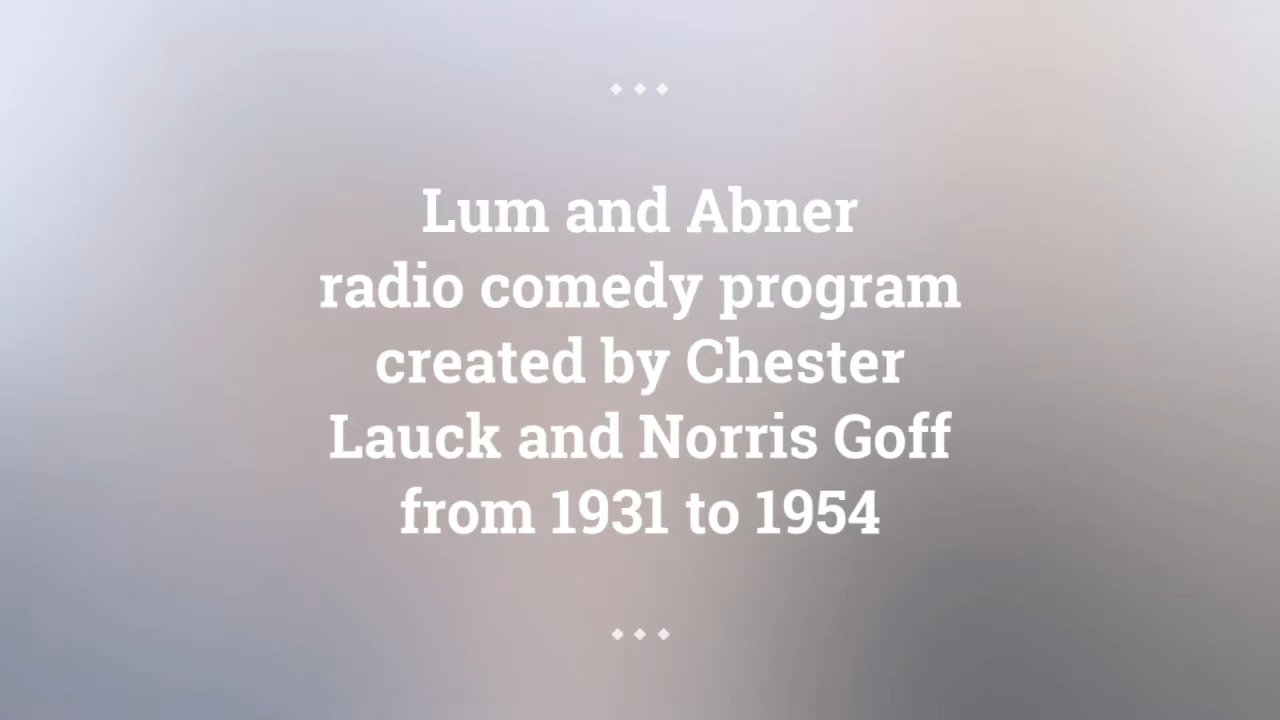 Lum and Abner
radio comedy program
created by Chester
Lauck and Norris Goff
from 1931 to 1954